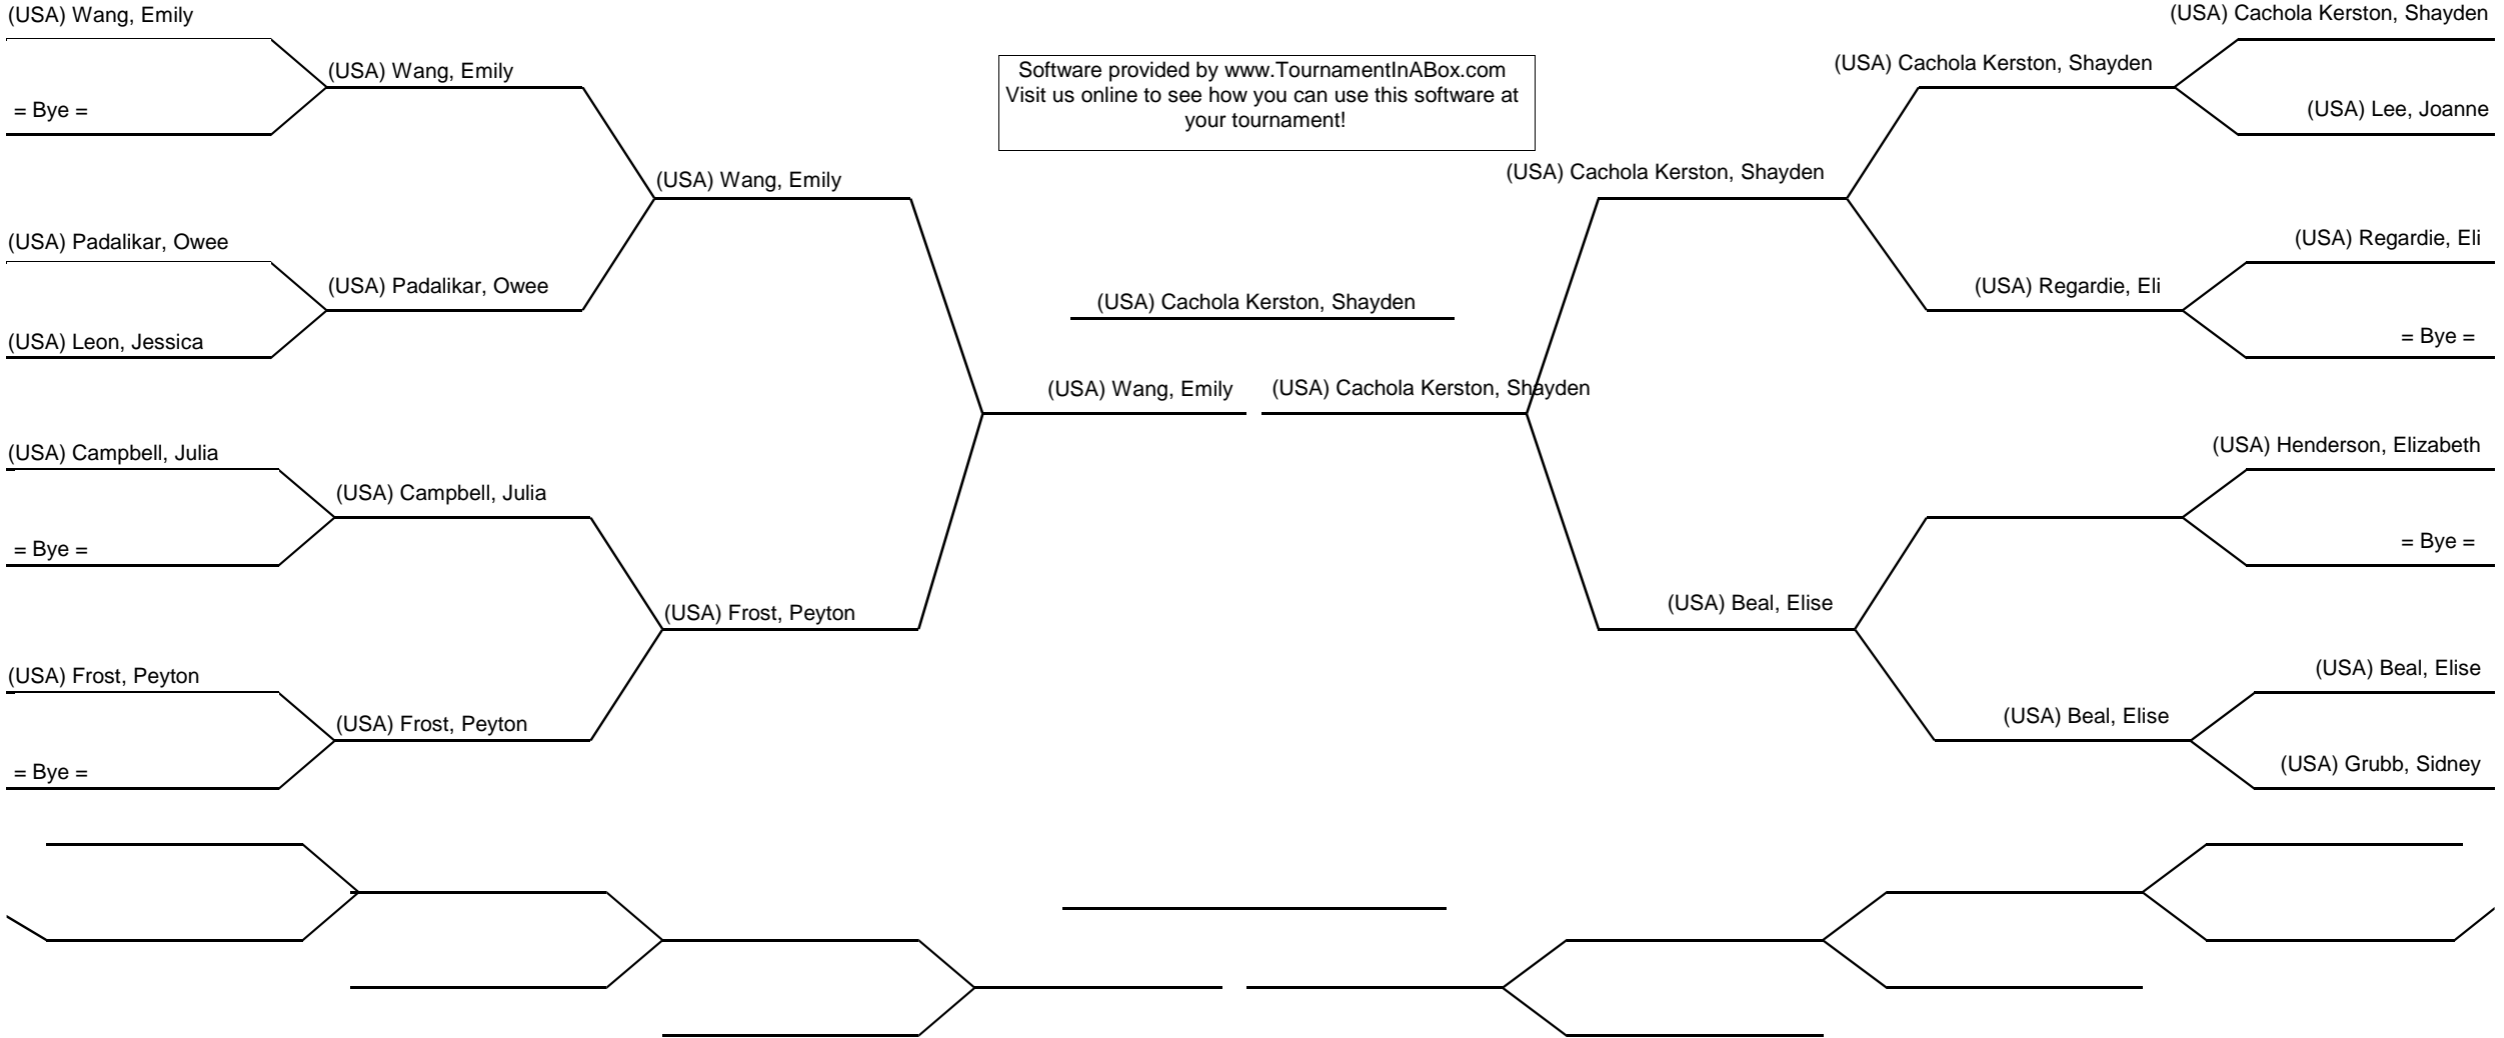 (USA) Wang, Emily
= Bye =
(USA) Padalikar, Owee
(USA) Leon, Jessica
(USA) Campbell, Julia
= Bye =
(USA) Frost, Peyton
= Bye =
(USA) Wang, Emily
(USA) Padalikar, Owee
(USA) Campbell, Julia
(USA) Frost, Peyton
(USA) Wang, Emily
(USA) Frost, Peyton
Software provided by www.TournamentInABox.com
Visit us online to see how you can use this software at
your tournament!
(USA) Cachola Kerston, Shayden
(USA) Wang, Emily
(USA) Cachola Kerston, Shayden
(USA) Cachola Kerston, Shayden
(USA) Beal, Elise
(USA) Cachola Kerston, Shayden
(USA) Regardie, Eli
(USA) Beal, Elise
(USA) Cachola Kerston, Shayden
(USA) Lee, Joanne
(USA) Regardie, Eli
= Bye =
(USA) Henderson, Elizabeth
= Bye =
(USA) Beal, Elise
(USA) Grubb, Sidney